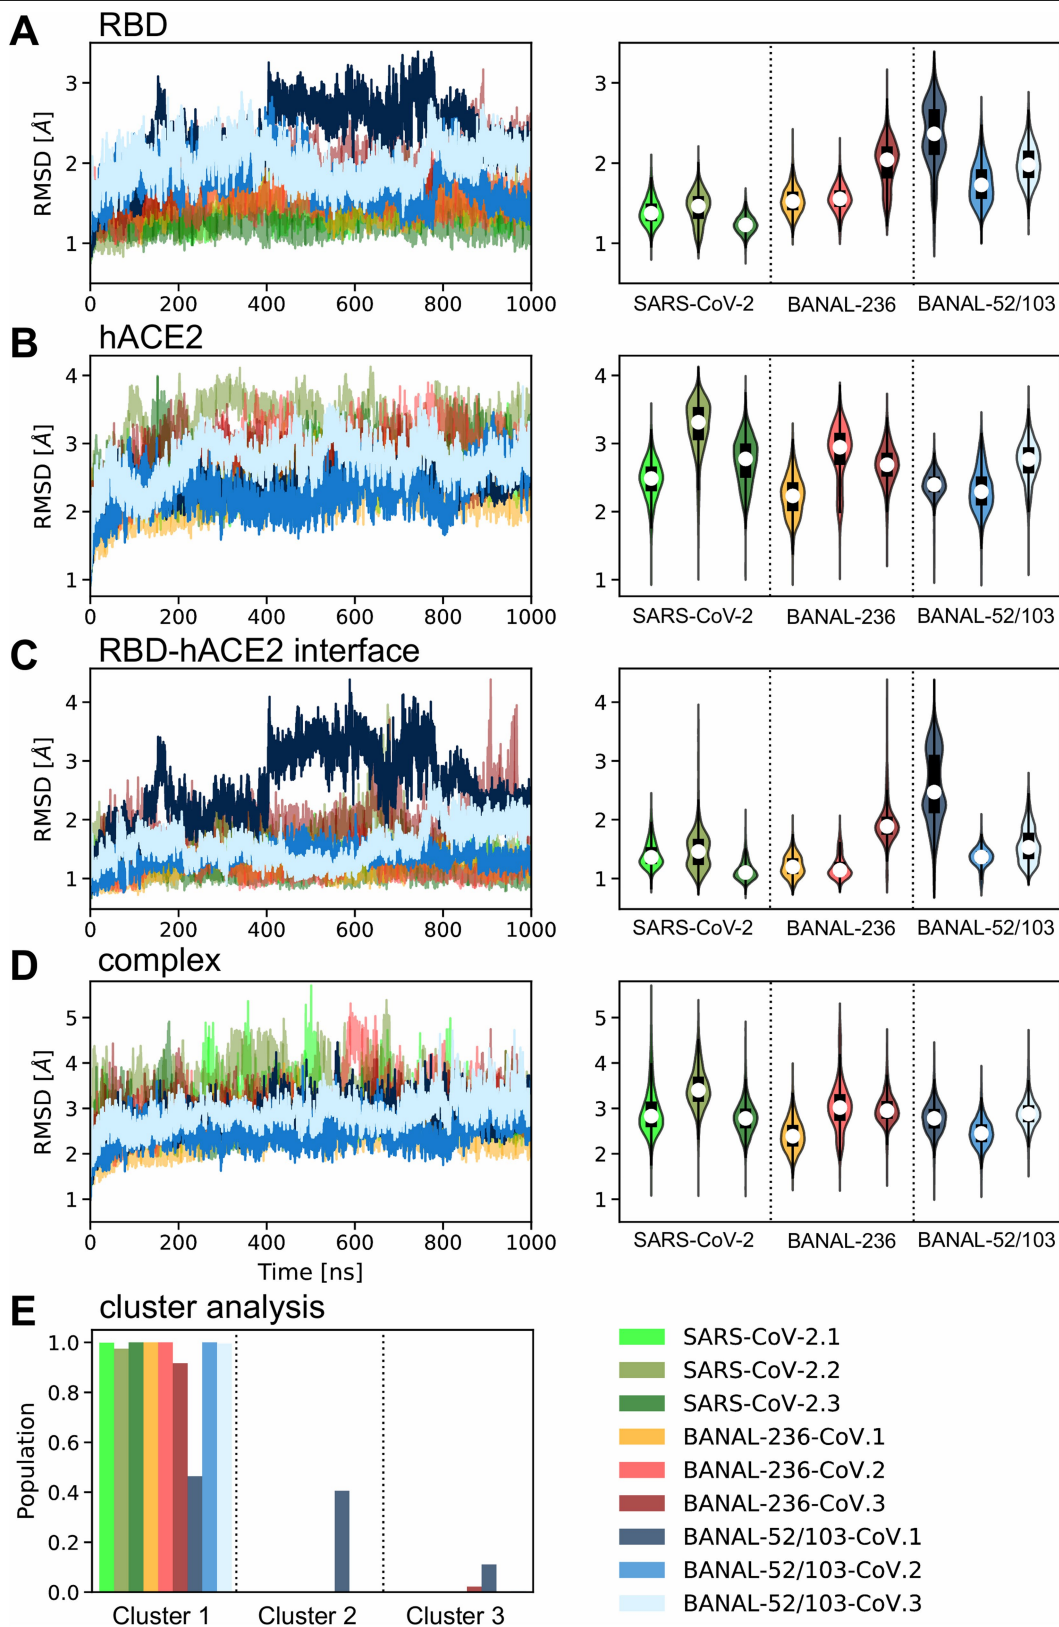 A RBD
RMSD [Å]
3
2
1
0 200 400 600 800 1000
3
2
1
SARS-CoV-2 BANAL-236 BANAL-52/103
B hACE2
RMSD [Å]
4
3
2
1
0 200 400 600 800 1000
4
3
2
1
SARS-CoV-2 BANAL-236 BANAL-52/103
C RBD-hACE2 interface
RMSD [Å]
4
3
2
1
0 200 400 600 800 1000
4
3
2
1
SARS-CoV-2 BANAL-236 BANAL-52/103
D complex
RMSD [Å]
5
4
3
2
1
0 200 400 600 800 1000
Time [ns]
5
4
3
2
1
SARS-CoV-2 BANAL-236 BANAL-52/103
E cluster analysis
Population
1.0
0.8
0.6
0.4
0.2
0.0
Cluster 1 Cluster 2 Cluster 3
SARS-CoV-2.1
SARS-CoV-2.2
SARS-CoV-2.3
BANAL-236-CoV.1
BANAL-236-CoV.2
BANAL-236-CoV.3
BANAL-52/103-CoV.1
BANAL-52/103-CoV.2
BANAL-52/103-CoV.3